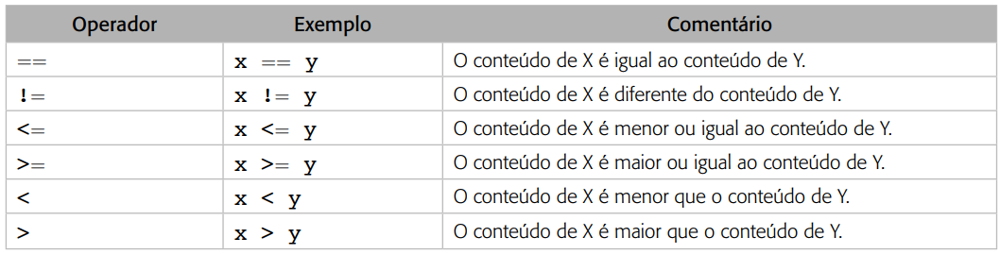 Operador Exemplo Comentário
== x == y O conteúdo de X é igual ao conteúdo de Y.
!= x != y O conteúdo de X é diferente do conteúdo de Y.
<= x <= y O conteúdo de X é menor ou igual ao conteúdo de Y.
>= x >= y O conteúdo de X é maior ou igual ao conteúdo de Y.
< x < y O conteúdo de X é menor que o conteúdo de Y.
> x > y O conteúdo de X é maior que o conteúdo de Y.